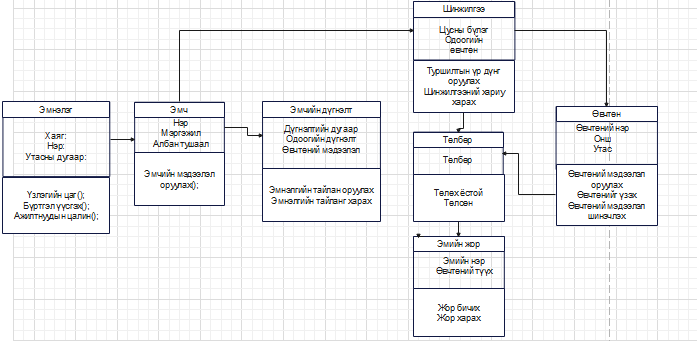 Шинжилгээ
Цусны бүлэг
Одоогийн
өвчтөн
Туршилтын үр дүнг
оруулах
Шинжилгээний хариу
харах
Эмнэлэг
Хаяг:
Нэр:
Утасны дугаар:
Үзлэгийн цаг();
Бүртгэл үүсгэх();
Ажилтнуудын цалин();
Эмч
Нэр
Мэргэжил
Албан тушаал
Эмчийн мэдээлэл
оруулах();
Эмчийн дүгнэлт
Дүгнэлтийн дугаар
Одоогийн дүгнэлт
Өвчтөний мэдээлэл
Эмнэлгийн тайлан оруулах
Эмнэлгийн тайланг харах
Төлбөр
Төлбөр
Төлөх ёстой
Төлсөн
Өвчтөн
Өвчтөний нэр
Онш
Утас
Өвчтөний мэдээлэл
оруулах
Өвчтөнийг үзэх
Өвчтөний мэдээлэл
шинэчлэх
Эмийн жор
Эмийн нэр
Өвчтөний түүх
Жор бичих
Жор харах